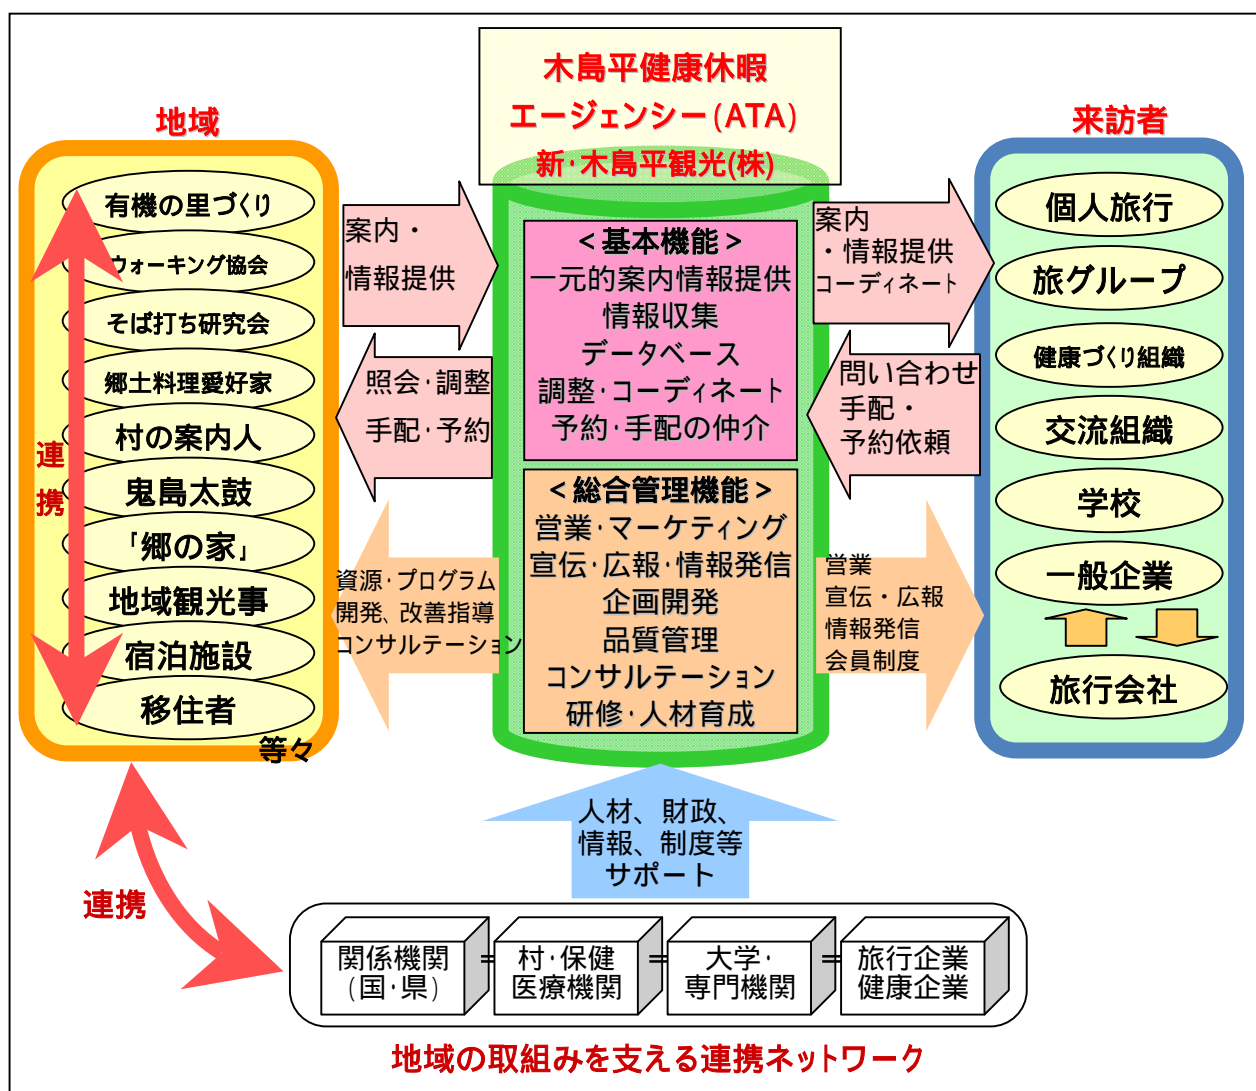 木島平健康休暇
エージェンシー(ATA)
新・木島平観光(株)
地域
有機の里づくり
ウォーキング協会
そば打ち研究会
郷土料理愛好家
村の案内人
鬼島太鼓
「郷の家」
地域観光事
宿泊施設
移住者
等々
連
携
案内・
情報提供
照会・調整
手配・予約
資源・プログラム
開発、改善指導
コンサルテーション
<基本機能>
一元的案内情報提供
情報収集
データベース
調整・コーディネート
予約・手配の仲介
<総合管理機能>
営業・マーケティング
宣伝・広報・情報発信
企画開発
品質管理
コンサルテーション
研修・人材育成
案内
・情報提供
コーディネート
問い合わせ
手配・
予約依頼
営業
宣伝・広報
情報発信
会員制度
来訪者
個人旅行
旅グループ
健康づくり組織
交流組織
学校
一般企業
旅行会社
人材、財政、
情報、制度等
サポート
連携
関係機関
(国・県)
=
村・保健
医療機関
=
大学・
専門機関
=
旅行企業
健康企業
地域の取組みを支える連携ネットワーク